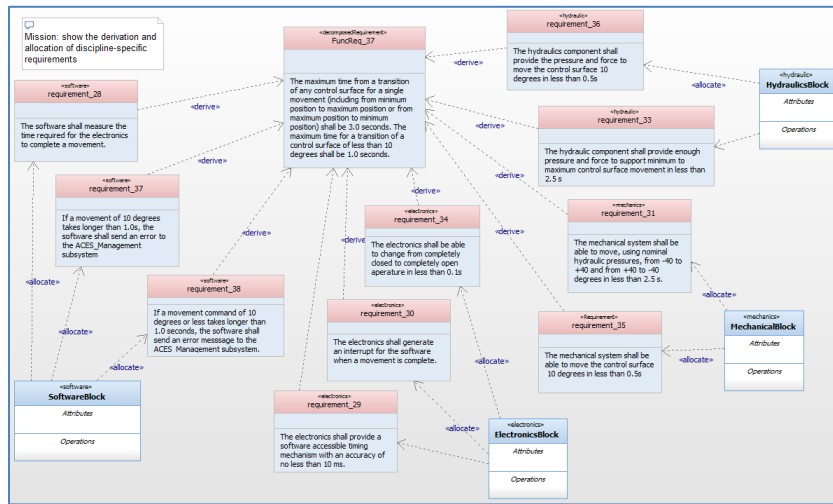 Mission: show the derivation and
allocation of discipline-specific
requirements
«decomposedRequirement»
FuncReq_37
The maximum time from a transition
of any control surfaces for a single
movement (including from minimum
position to maximum position or from
maximum position to minimum
position) shall be 3.0 seconds. The
maximum time for a transition of a
control surface of less than 10
degrees shall be 1.0 seconds.
«hydraulic»
requirement_36
The hydraulics component shall
provide the pressure and force to
move the control surface 10
degrees in less than 0.5s
«derive»
«allocate»
HydraulicsBlock
Attributes
Operations
«software»
requirement_28
The software shall measure the
time required for the electronics
to complete a movement.
«derive»
«hydraulic»
requirement_33
The hydraulic component shall provide enough
pressure and force to support minimum to
maximum control surface movement in less than
2.5 s
«derive»
«allocate»
«software»
requirement_37
If a movement of 10 degrees
takes longer than 1.0s, the
software shall send an error to
the ACES_Management
subsystem
«derive»
«mechanics»
requirement_31
The mechanical system shall be
able to move, using nominal
hydraulic pressures, from -40 to
+40 and from +40 to -40
degrees in less than 2.5 s.
«derive»
«allocate»
«electronics»
requirement_34
The electronics shall be able
to change from completely
closed to completely open
aperature in less than 0.1s
«derive»
«derive»
«derive»
«software»
requirement_38
If a movement command of 10
degrees or less takes longer than
1.0 seconds, the software shall
send an error messsage to the
ACES_Management subsystem.
«derive»
«allocate»
«allocate»
«allocate»
«electronics»
requirement_30
The electronics shall generate
an interrupt for the software
when a movement is complete.
«allocate»
«Requirement»
requirement_35
The mechanical system shall be
able to move the control surface
10 degrees in less than 0.5s
«allocate»
«mechanics»
MechanicalBlock
Attributes
Operations
«software»
SoftwareBlock
Attributes
Operations
«electronics»
requirement_29
The electronics shall provide a
software accessible timing
mechanism with an accuracy of
no less than 10 ms.
«allocate»
«electronics»
ElectronicsBlock
Attributes
Operations